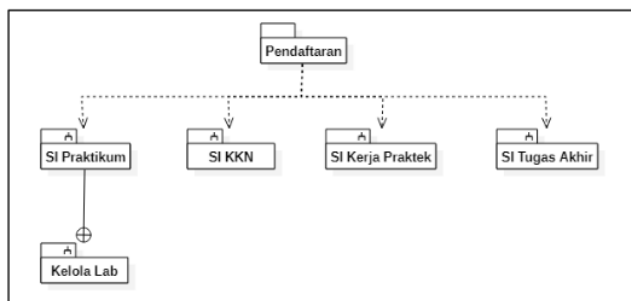 Pendaftaran
SI Praktikum
SI KKN
SI Kerja Praktek
SI Tugas Akhir
Kelola Lab